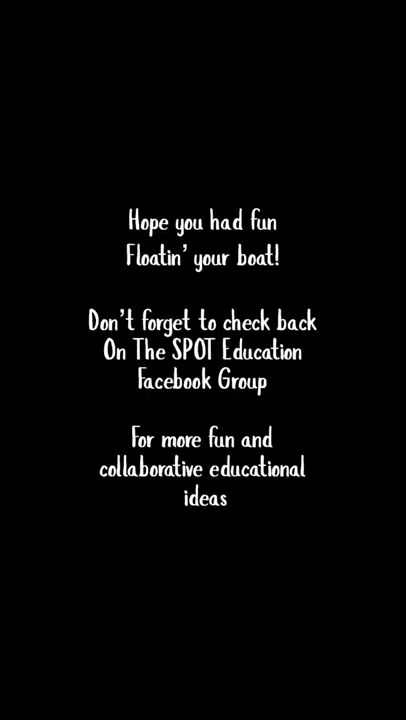 Hope you had fun
Floatin' your boat!
Don't forget to check back
On The SPOT Education
Facebook Group
For more fun and
collaborative educational
ideas